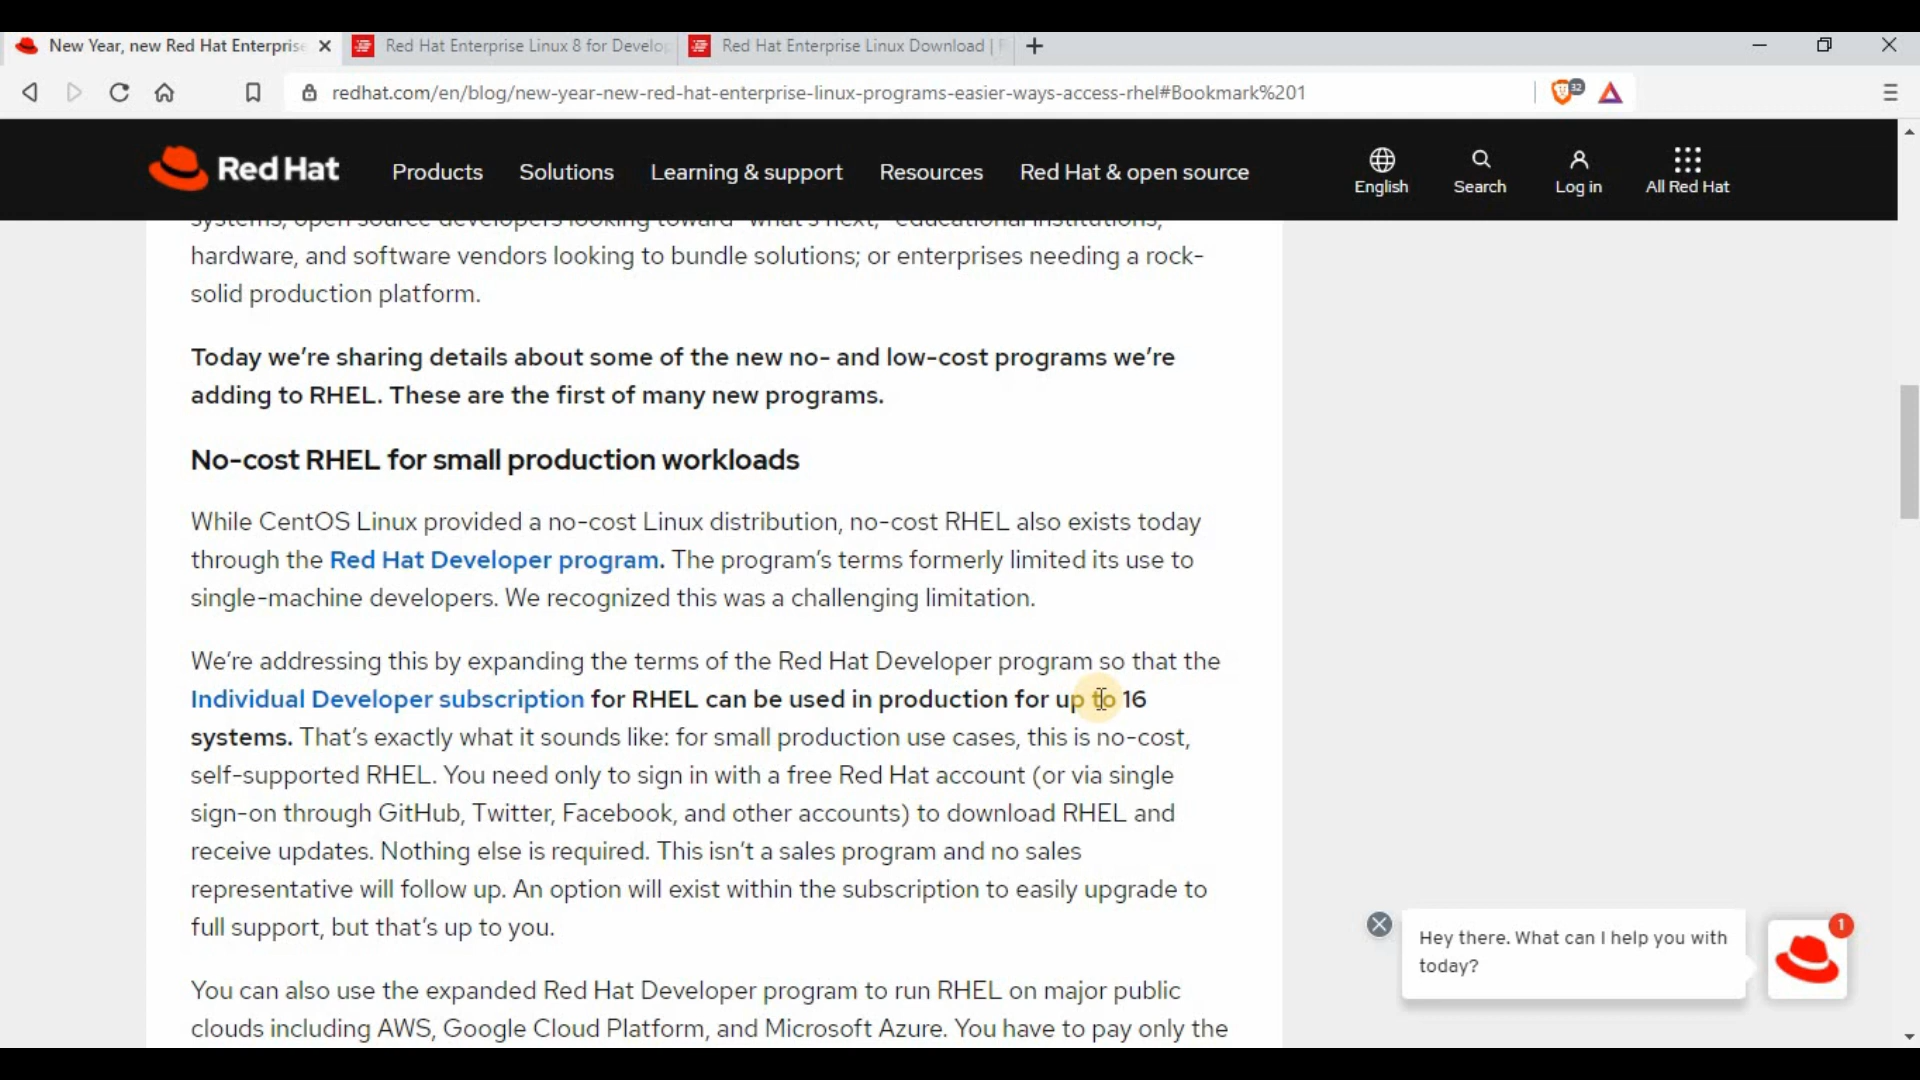 New Year, new Red Hat Enterprise
Red Hat Enterprise Linux 8 for Develop
Red Hat Enterprise Linux Download |
redhat.com/en/blog/new-year-new-red-hat-enterprise-linux-programs-easier-ways-access-rhel#Bookmark%201
32
Red Hat
Products
Solutions
Learning & support
Resources
Red Hat & open source
English
Search
Log in
All Red Hat
systems, open source developers looking toward "what's next," educational institutions,
hardware, and software vendors looking to bundle solutions; or enterprises needing a rock-
solid production platform.
Today we're sharing details about some of the new no- and low-cost programs we're
adding to RHEL. These are the first of many new programs.
No-cost RHEL for small production workloads
While CentOS Linux provided a no-cost Linux distribution, no-cost RHEL also exists today
through the Red Hat Developer program. The program's terms formerly limited its use to
single-machine developers. We recognized this was a challenging limitation.
We're addressing this by expanding the terms of the Red Hat Developer program so that the
Individual Developer subscription for RHEL can be used in production for up to 16
systems. That's exactly what it sounds like: for small production use cases, this is no-cost,
self-supported RHEL. You need only to sign in with a free Red Hat account (or via single
sign-on through GitHub, Twitter, Facebook, and other accounts) to download RHEL and
receive updates. Nothing else is required. This isn't a sales program and no sales
representative will follow up. An option will exist within the subscription to easily upgrade to
full support, but that's up to you.
You can also use the expanded Red Hat Developer program to run RHEL on major public
clouds including AWS, Google Cloud Platform, and Microsoft Azure. You have to pay only the
Hey there. What can I help you with
today?
1